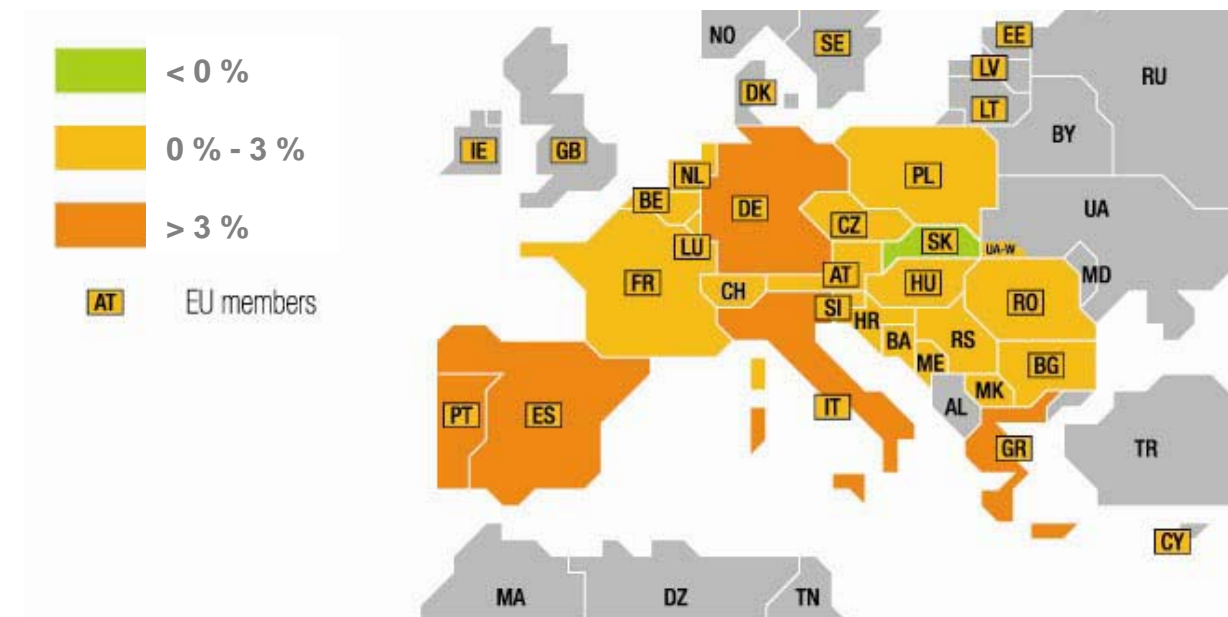 < 0 %
0 % - 3 %
> 3 %
AT EU members
NO
SE
EE
LV
RU
DK
LT
BY
IE
GB
NL
PL
BE
DE
UA
CZ
LU
SK
UA-W
FR
CH
AT
HU
MD
SI
RO
HR
BA
RS
ME
BG
MK
PT
ES
IT
AL
GR
TR
CY
MA
DZ
TN